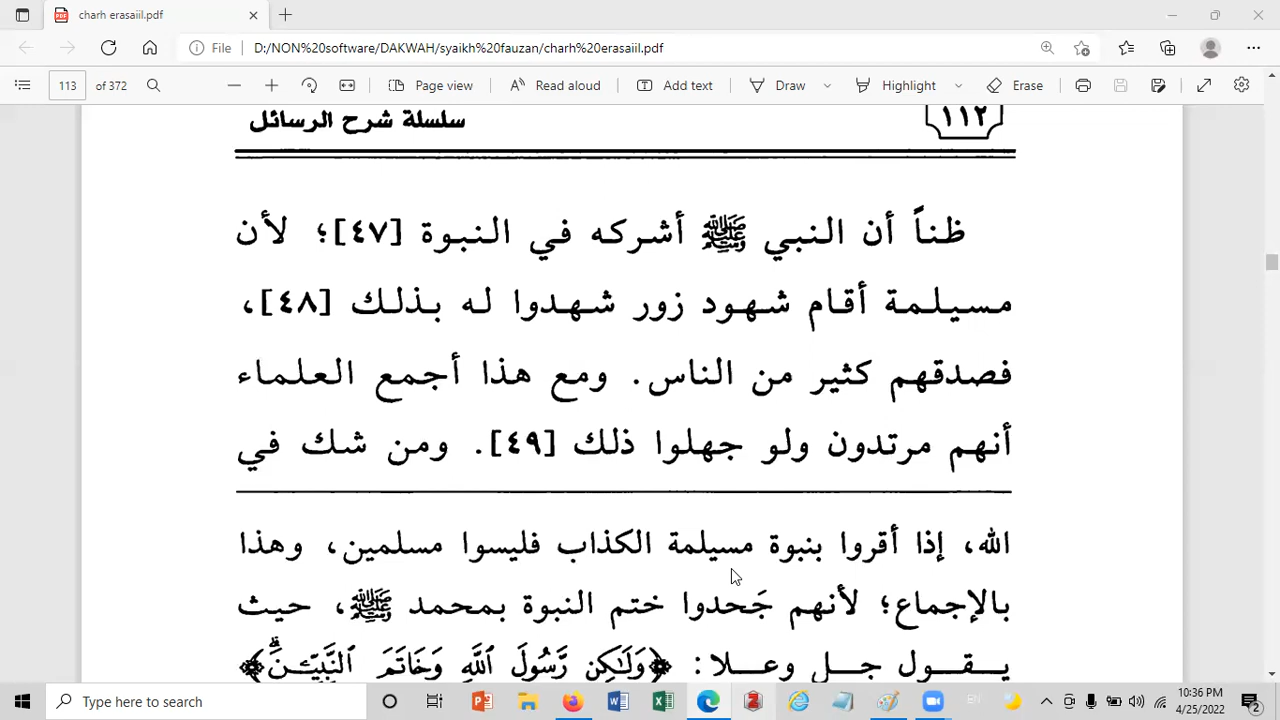 charh erasaiil.pdf
File D:/NON%20software/DAKWAH/syaikh%20fauzan/charh%20erasaiil.pdf
113 of 372 Page view Read aloud Add text Draw Highlight Erase
١١٢ سلسلة شرح الرسائل
ظناً أن النبي ﷺ أشركه في النبوة [٤٧]؛ لأن
مسيلمة أقام شهود زور شهدوا له بذلك [٤٨]،
فصدقهم كثير من الناس. ومع هذا أجمع العلماء
أنهم مرتدون ولو جهلوا ذلك [٤٩]. ومن شك في
الله، إذا أقروا بنبوة مسيلمة الكذاب فليسوا مسلمين، وهذا
بالإجماع؛ لأنهم جَحدوا ختم النبوة بمحمد ﷺ، حيث
يقول جل وعلا: ﴿وَلَٰكِن رَّسُولَ ٱللَّهِ وَخَاتَمَ ٱلنَّبِيِّـۧنَۗ﴾
Type here to search EN 10:36 PM
4/25/2022 2